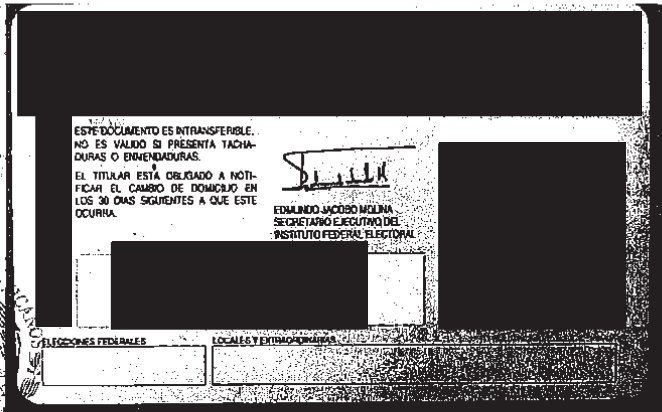 ESTE DOCUMENTO ES INTRANSFERIBLE.
NO ES VALIDO SI PRESENTA TACHA-
DURAS O ENMENDADURAS.
EL TITULAR ESTÁ OBLIGADO A NOTI-
FICAR EL CAMBIO DE DOMICILIO EN
LOS 30 DIAS SIGUIENTES A QUE ESTE
OCURRA.
EDMUNDO JACOBO MOLINA
SECRETARIO EJECUTIVO DEL
INSTITUTO FEDERAL ELECTORAL
ELECCIONES FEDERALES
LOCALES Y EXTRAORDINARIAS